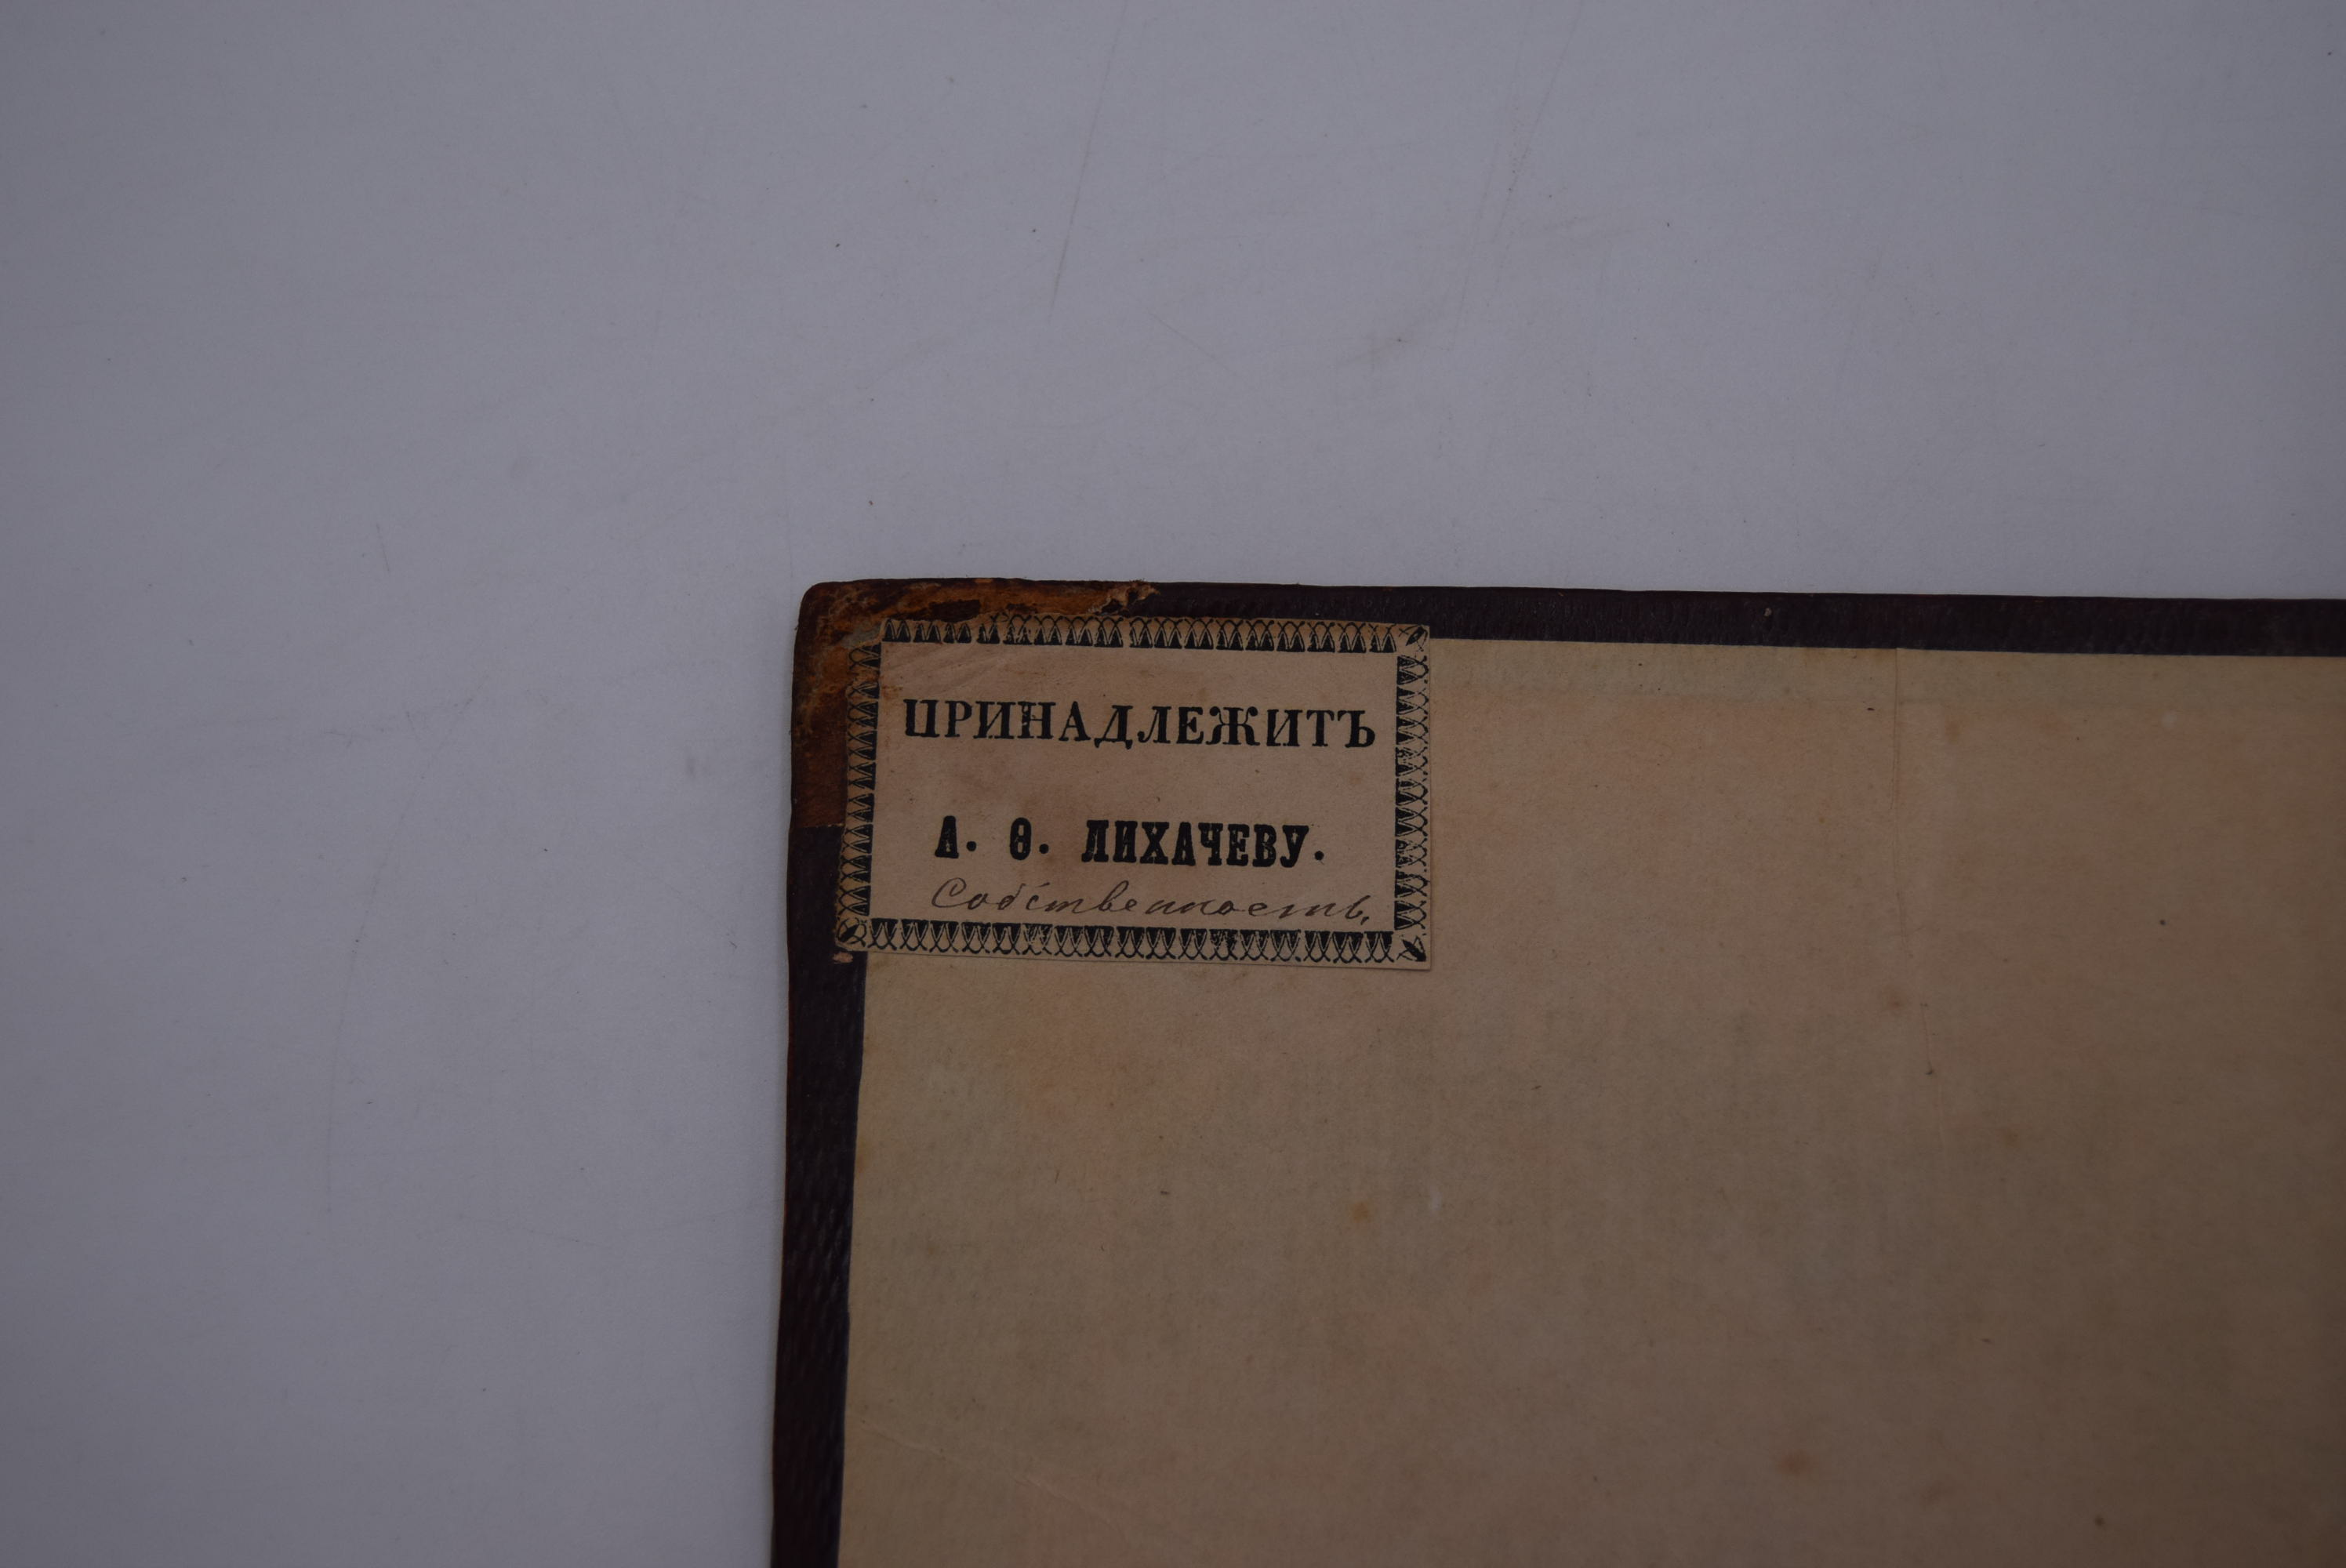 ПРИНАДЛЕЖИТЪ
А. Ѳ. ЛИХАЧЕВУ.
Собственность.